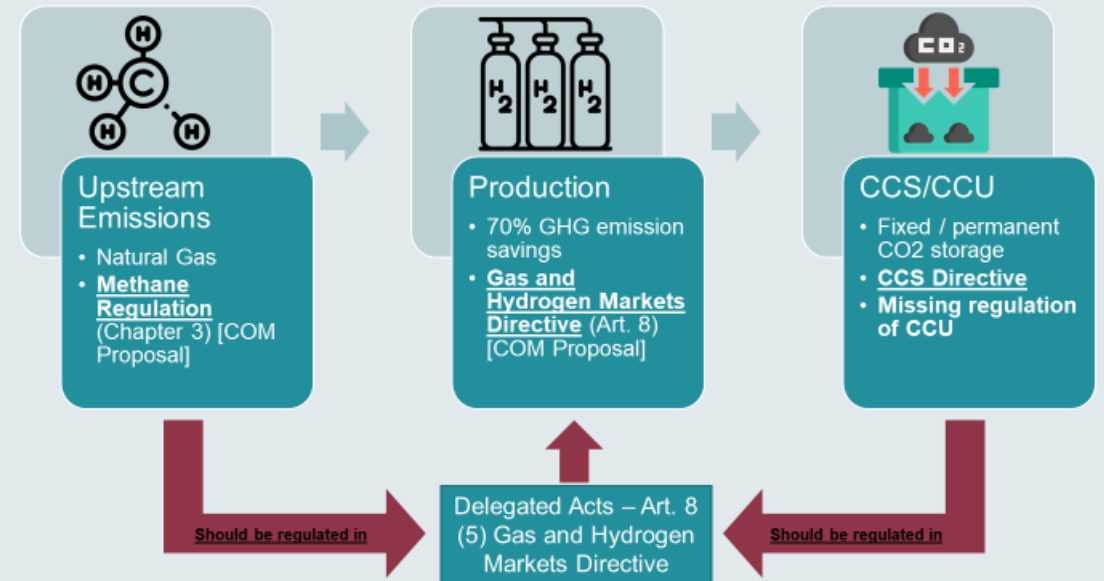 H
H
C
H
H
H2
H2
H2
CO2
Upstream
Emissions
• Natural Gas
• Methane
Regulation
(Chapter 3) [COM
Proposal]
Production
• 70% GHG emission
savings
• Gas and
Hydrogen Markets
Directive (Art. 8)
[COM Proposal]
CCS/CCU
• Fixed / permanent
CO2 storage
• CCS Directive
• Missing regulation
of CCU
Should be regulated in
Delegated Acts – Art. 8
(5) Gas and Hydrogen
Markets Directive
Should be regulated in